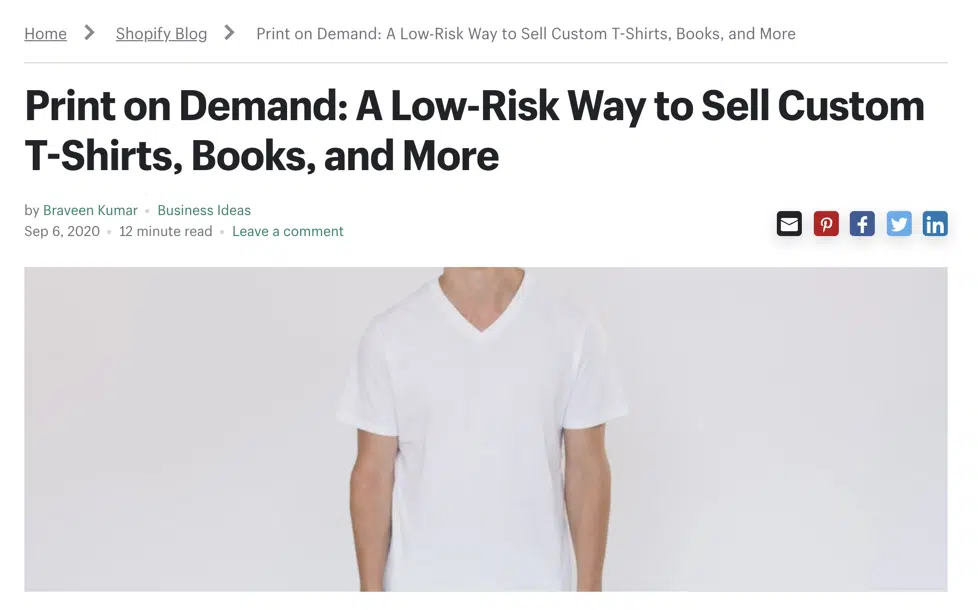 Home Shopify Blog Print on Demand: A Low-Risk Way to Sell Custom T-Shirts, Books, and More
Print on Demand: A Low-Risk Way to Sell Custom
T-Shirts, Books, and More
by Braveen Kumar • Business Ideas
Sep 6, 2020 • 12 minute read • Leave a comment